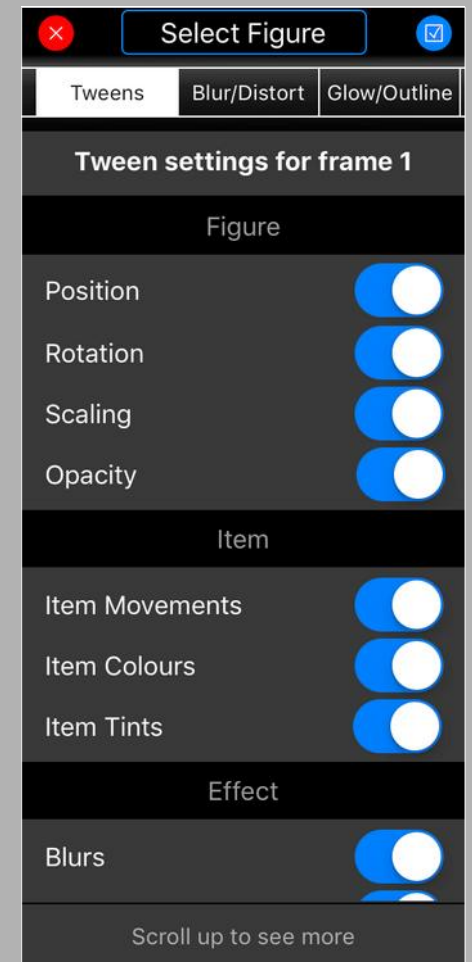 Select Figure
Tweens Blur/Distort Glow/Outline
Tween settings for frame 1
Figure
Position
Rotation
Scaling
Opacity
Item
Item Movements
Item Colours
Item Tints
Effect
Blurs
Scroll up to see more